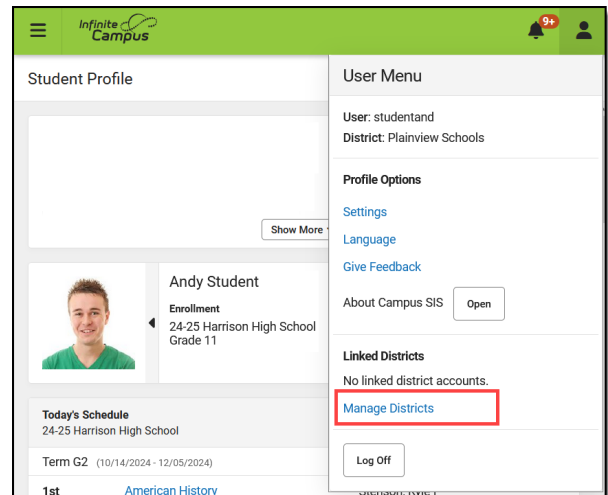 Infinite
Campus
9+
Student Profile
Show More
Andy Student
Enrollment
24-25 Harrison High School
Grade 11
Today's Schedule
24-25 Harrison High School
Term G2 (10/14/2024 - 12/05/2024)
1st American History
User Menu
User: studentand
District: Plainview Schools
Profile Options
Settings
Language
Give Feedback
About Campus SIS Open
Linked Districts
No linked district accounts.
Manage Districts
Log Off